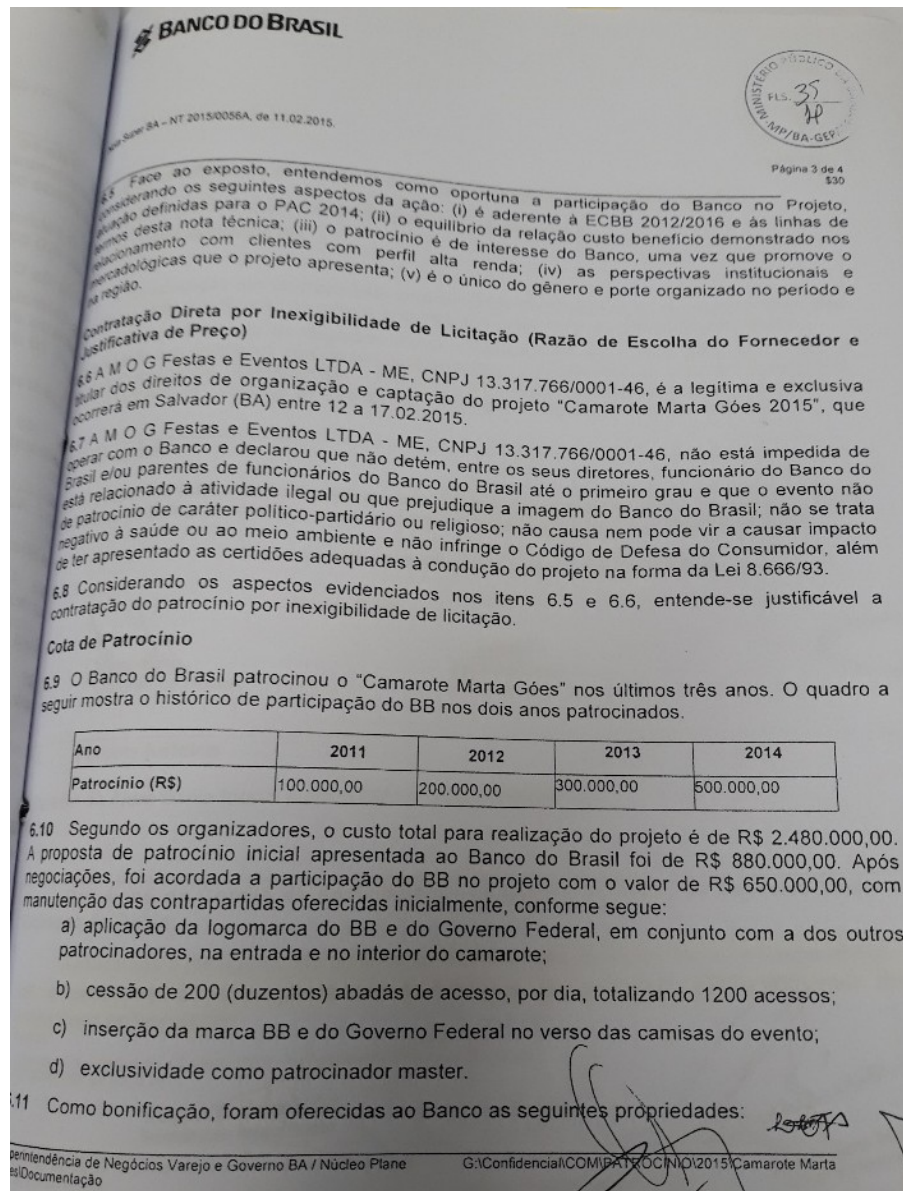 BANCO DO BRASIL
MINISTÉRIO PÚBLICO
FLS. 35
MP/BA-GEP
Super BA – NT 2015/0056A, de 11.02.2015.
Página 3 de 4
$30
6.5 Face ao exposto, entendemos como oportuna a participação do Banco no Projeto,
considerando os seguintes aspectos da ação: (i) é aderente à ECBB 2012/2016 e às linhas de
atuação definidas para o PAC 2014; (ii) o equilíbrio da relação custo benefício demonstrado nos
termos desta nota técnica; (iii) o patrocínio é de interesse do Banco, uma vez que promove o
relacionamento com clientes com perfil alta renda; (iv) as perspectivas institucionais e
mercadológicas que o projeto apresenta; (v) é o único do gênero e porte organizado no período e
na região.
Contratação Direta por Inexigibilidade de Licitação (Razão de Escolha do Fornecedor e
Justificativa de Preço)
6.6 A M O G Festas e Eventos LTDA - ME, CNPJ 13.317.766/0001-46, é a legítima e exclusiva
titular dos direitos de organização e captação do projeto “Camarote Marta Góes 2015”, que
ocorrerá em Salvador (BA) entre 12 a 17.02.2015.
6.7 A M O G Festas e Eventos LTDA - ME, CNPJ 13.317.766/0001-46, não está impedida de
operar com o Banco e declarou que não detém, entre os seus diretores, funcionário do Banco do
Brasil e/ou parentes de funcionários do Banco do Brasil até o primeiro grau e que o evento não
está relacionado à atividade ilegal ou que prejudique a imagem do Banco do Brasil; não se trata
de patrocínio de caráter político-partidário ou religioso; não causa nem pode vir a causar impacto
negativo à saúde ou ao meio ambiente e não infringe o Código de Defesa do Consumidor, além
de ter apresentado as certidões adequadas à condução do projeto na forma da Lei 8.666/93.
6.8 Considerando os aspectos evidenciados nos itens 6.5 e 6.6, entende-se justificável a
contratação do patrocínio por inexigibilidade de licitação.
Cota de Patrocínio
6.9 O Banco do Brasil patrocinou o “Camarote Marta Góes” nos últimos três anos. O quadro a
seguir mostra o histórico de participação do BB nos dois anos patrocinados.
Ano 2011 2012 2013 2014
Patrocínio (R$) 100.000,00 200.000,00 300.000,00 500.000,00
6.10 Segundo os organizadores, o custo total para realização do projeto é de R$ 2.480.000,00.
A proposta de patrocínio inicial apresentada ao Banco do Brasil foi de R$ 880.000,00. Após
negociações, foi acordada a participação do BB no projeto com o valor de R$ 650.000,00, com
manutenção das contrapartidas oferecidas inicialmente, conforme segue:
a) aplicação da logomarca do BB e do Governo Federal, em conjunto com a dos outros
patrocinadores, na entrada e no interior do camarote;
b) cessão de 200 (duzentos) abadás de acesso, por dia, totalizando 1200 acessos;
c) inserção da marca BB e do Governo Federal no verso das camisas do evento;
d) exclusividade como patrocinador master.
.11 Como bonificação, foram oferecidas ao Banco as seguintes propriedades:
perintendência de Negócios Varejo e Governo BA / Núcleo Plane G:\Confidencial\COM\PATROCÍNIO\2015\Camarote Marta
es\Documentação